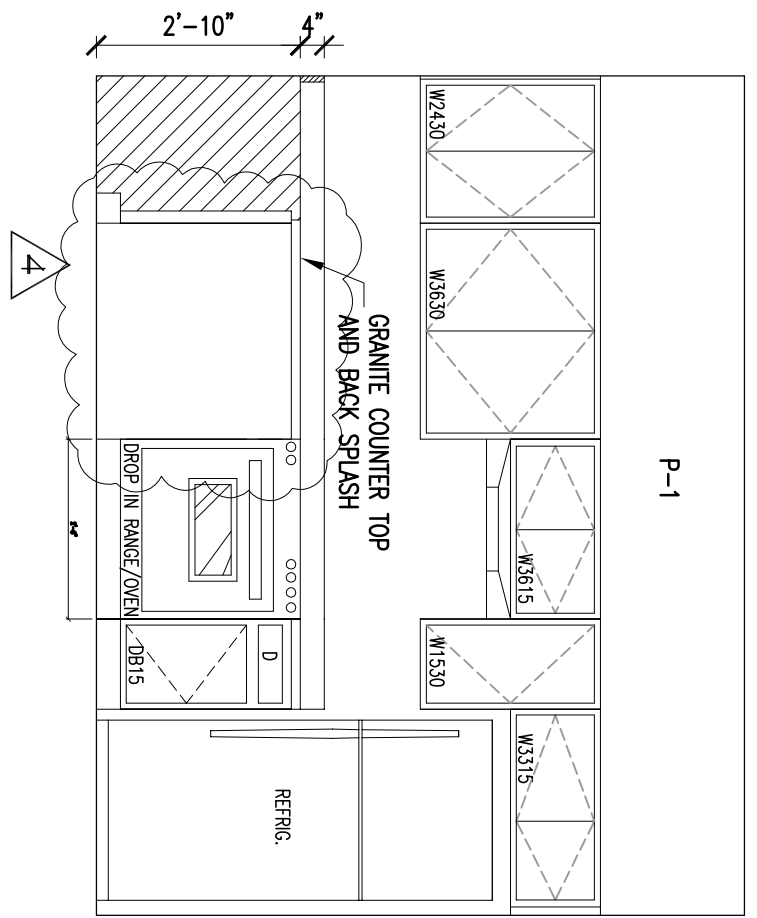 2'-10"
4"
W2430
W3630
W3615
W1530
W3315
P-1
GRANITE COUNTER TOP
AND BACK SPLASH
4
DROP IN RANGE/OVEN
D
DB15
REFRIG.